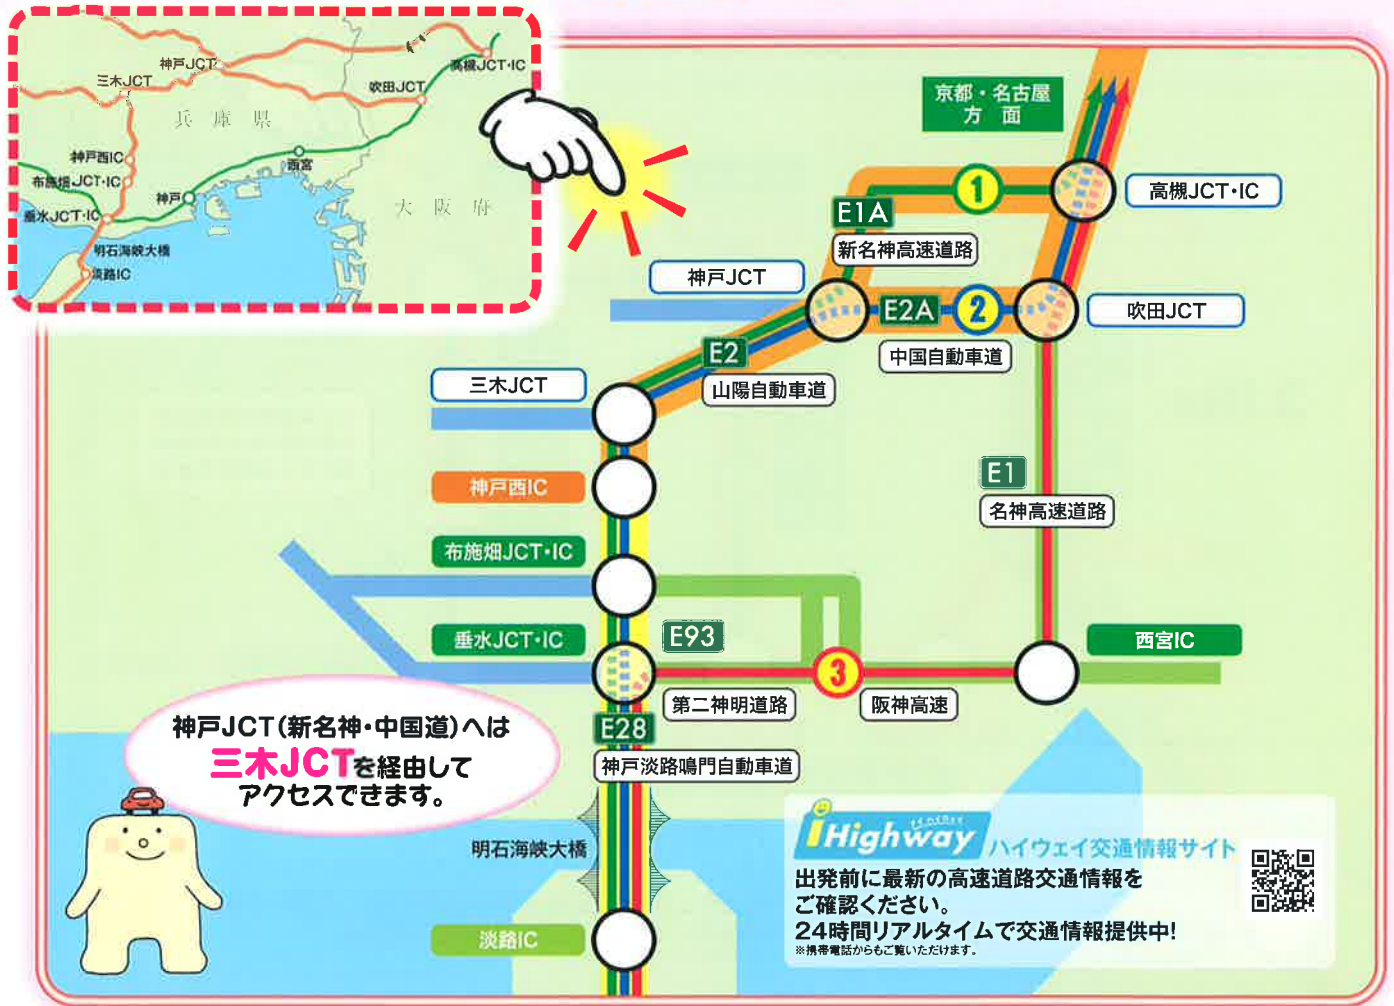 高槻JCT・IC
神戸JCT
吹田JCT
三木JCT
兵庫県
神戸西IC
西宮
布施畑JCT・IC
神戸
大阪府
垂水JCT・IC
明石海峡大橋
淡路IC
京都・名古屋
方面
1
高槻JCT・IC
E1A
新名神高速道路
神戸JCT
E2A
2
吹田JCT
中国自動車道
E2
山陽自動車道
三木JCT
E1
名神高速道路
神戸西IC
布施畑JCT・IC
垂水JCT・IC
E93
西宮IC
3
第二神明道路
阪神高速
E28
神戸淡路鳴門自動車道
神戸JCT(新名神・中国道)へは
三木JCTを経由して
アクセスできます。
明石海峡大橋
淡路IC
iHighway
ハイウェイ交通情報サイト
出発前に最新の高速道路交通情報を
ご確認ください。
24時間リアルタイムで交通情報提供中!
※携帯電話からもご覧いただけます。